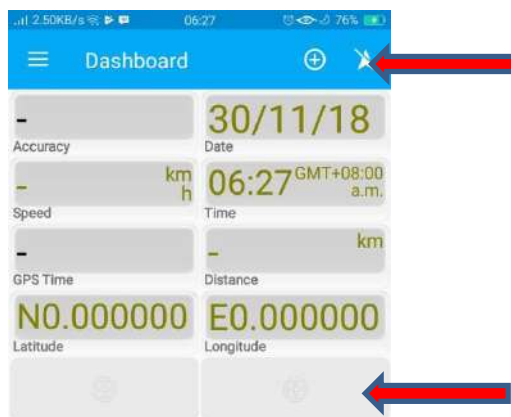 2.50KB/s 06:27 76%
Dashboard
-
30/11/18
Accuracy
Date
-
km
h
06:27 GMT+08:00
a.m.
Speed
Time
-
-
km
GPS Time
Distance
N0.000000
E0.000000
Latitude
Longitude